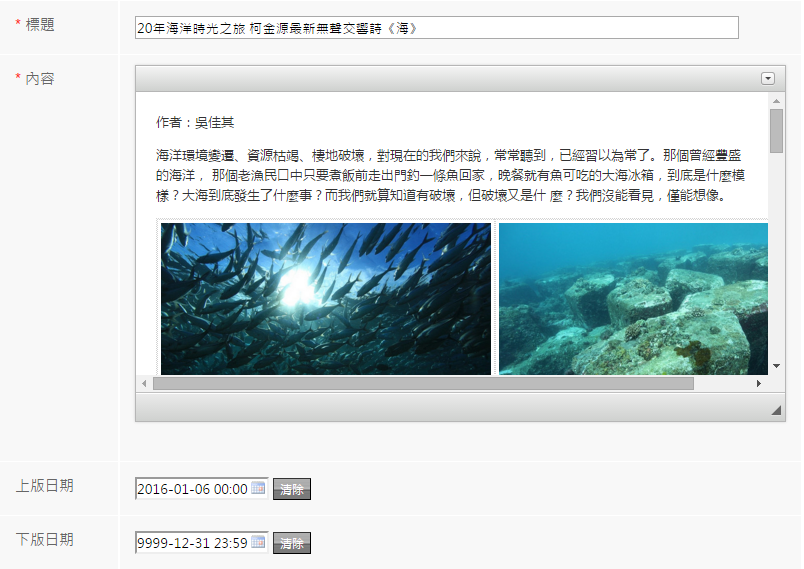 * 標題
20年海洋時光之旅 柯金源最新無聲交響詩《海》
* 內容
作者：吳佳其
海洋環境變遷、資源枯竭、棲地破壞，對現在的我們來說，常常聽到，已經習以為常了。那個曾經豐盛
的海洋， 那個老漁民口中只要煮飯前走出門釣一條魚回家，晚餐就有魚可吃的大海冰箱，到底是什麼模
樣？大海到底發生了什麼事？而我們就算知道有破壞，但破壞又是什 麼？我們沒能看見，僅能想像。
上版日期
2016-01-06 00:00 清除
下版日期
9999-12-31 23:59 清除